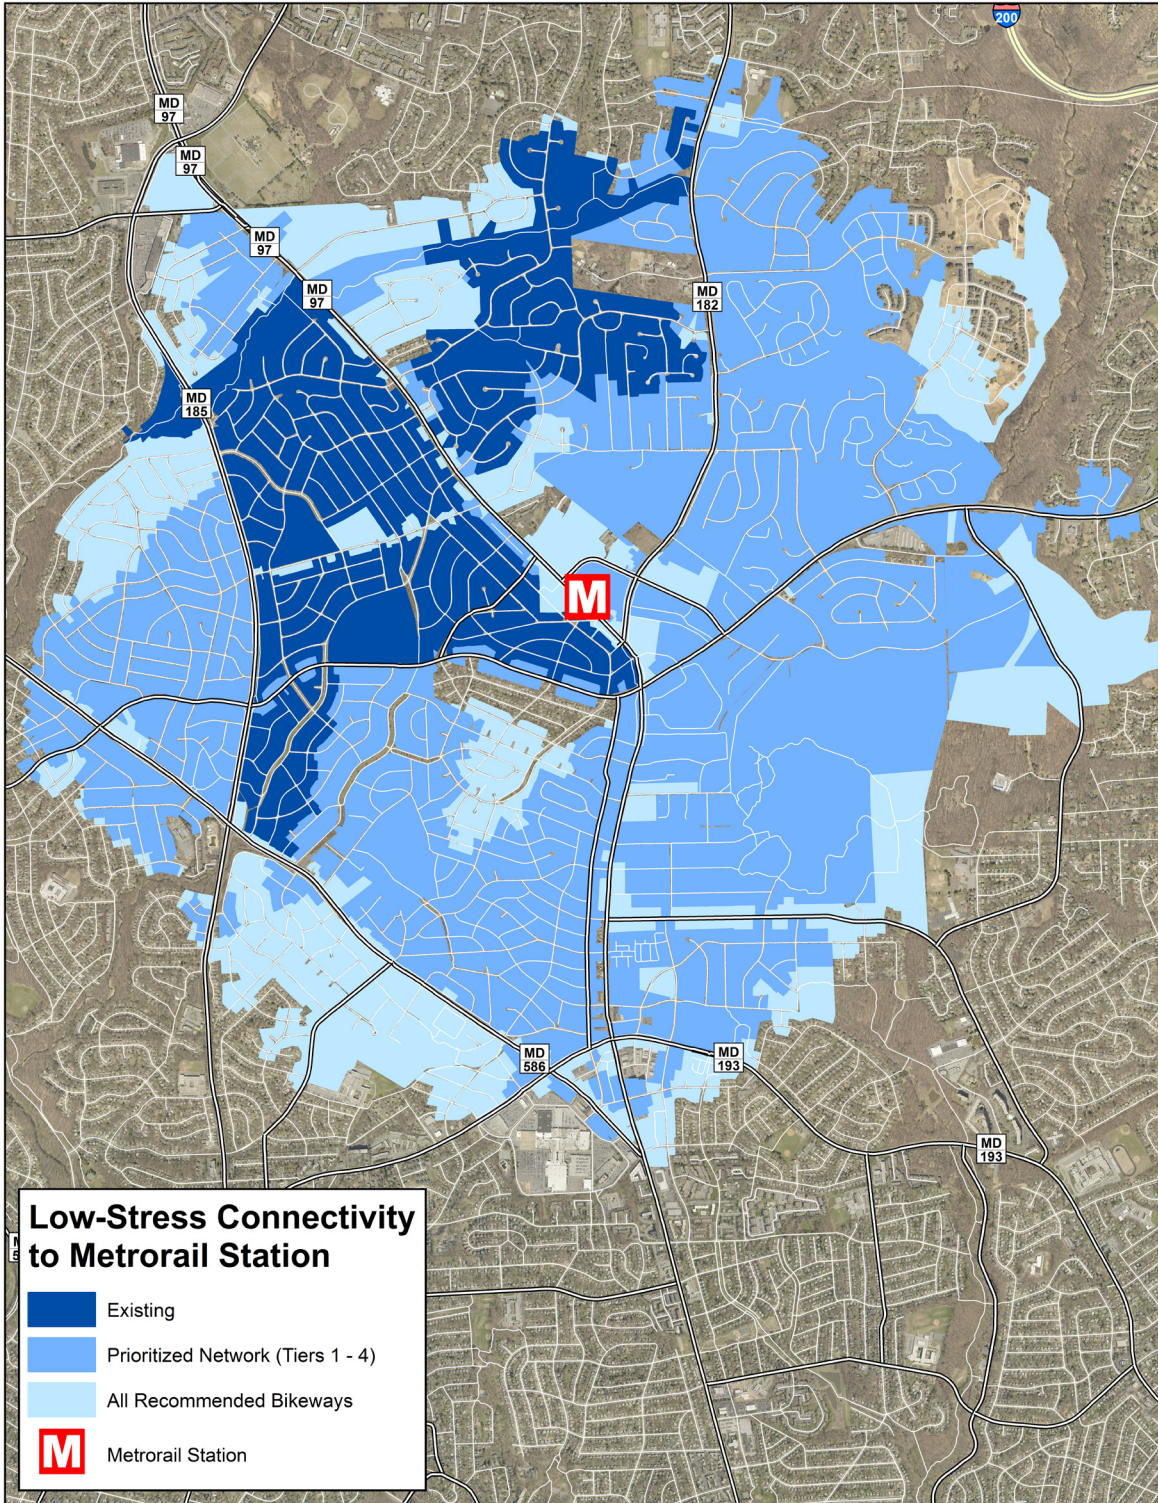 200
MD
97
MD
97
MD
97
MD
97
MD
182
MD
185
M
MD
586
MD
193
MD
193
Low-Stress Connectivity
to Metrorail Station
Existing
Prioritized Network (Tiers 1 - 4)
All Recommended Bikeways
M
Metrorail Station